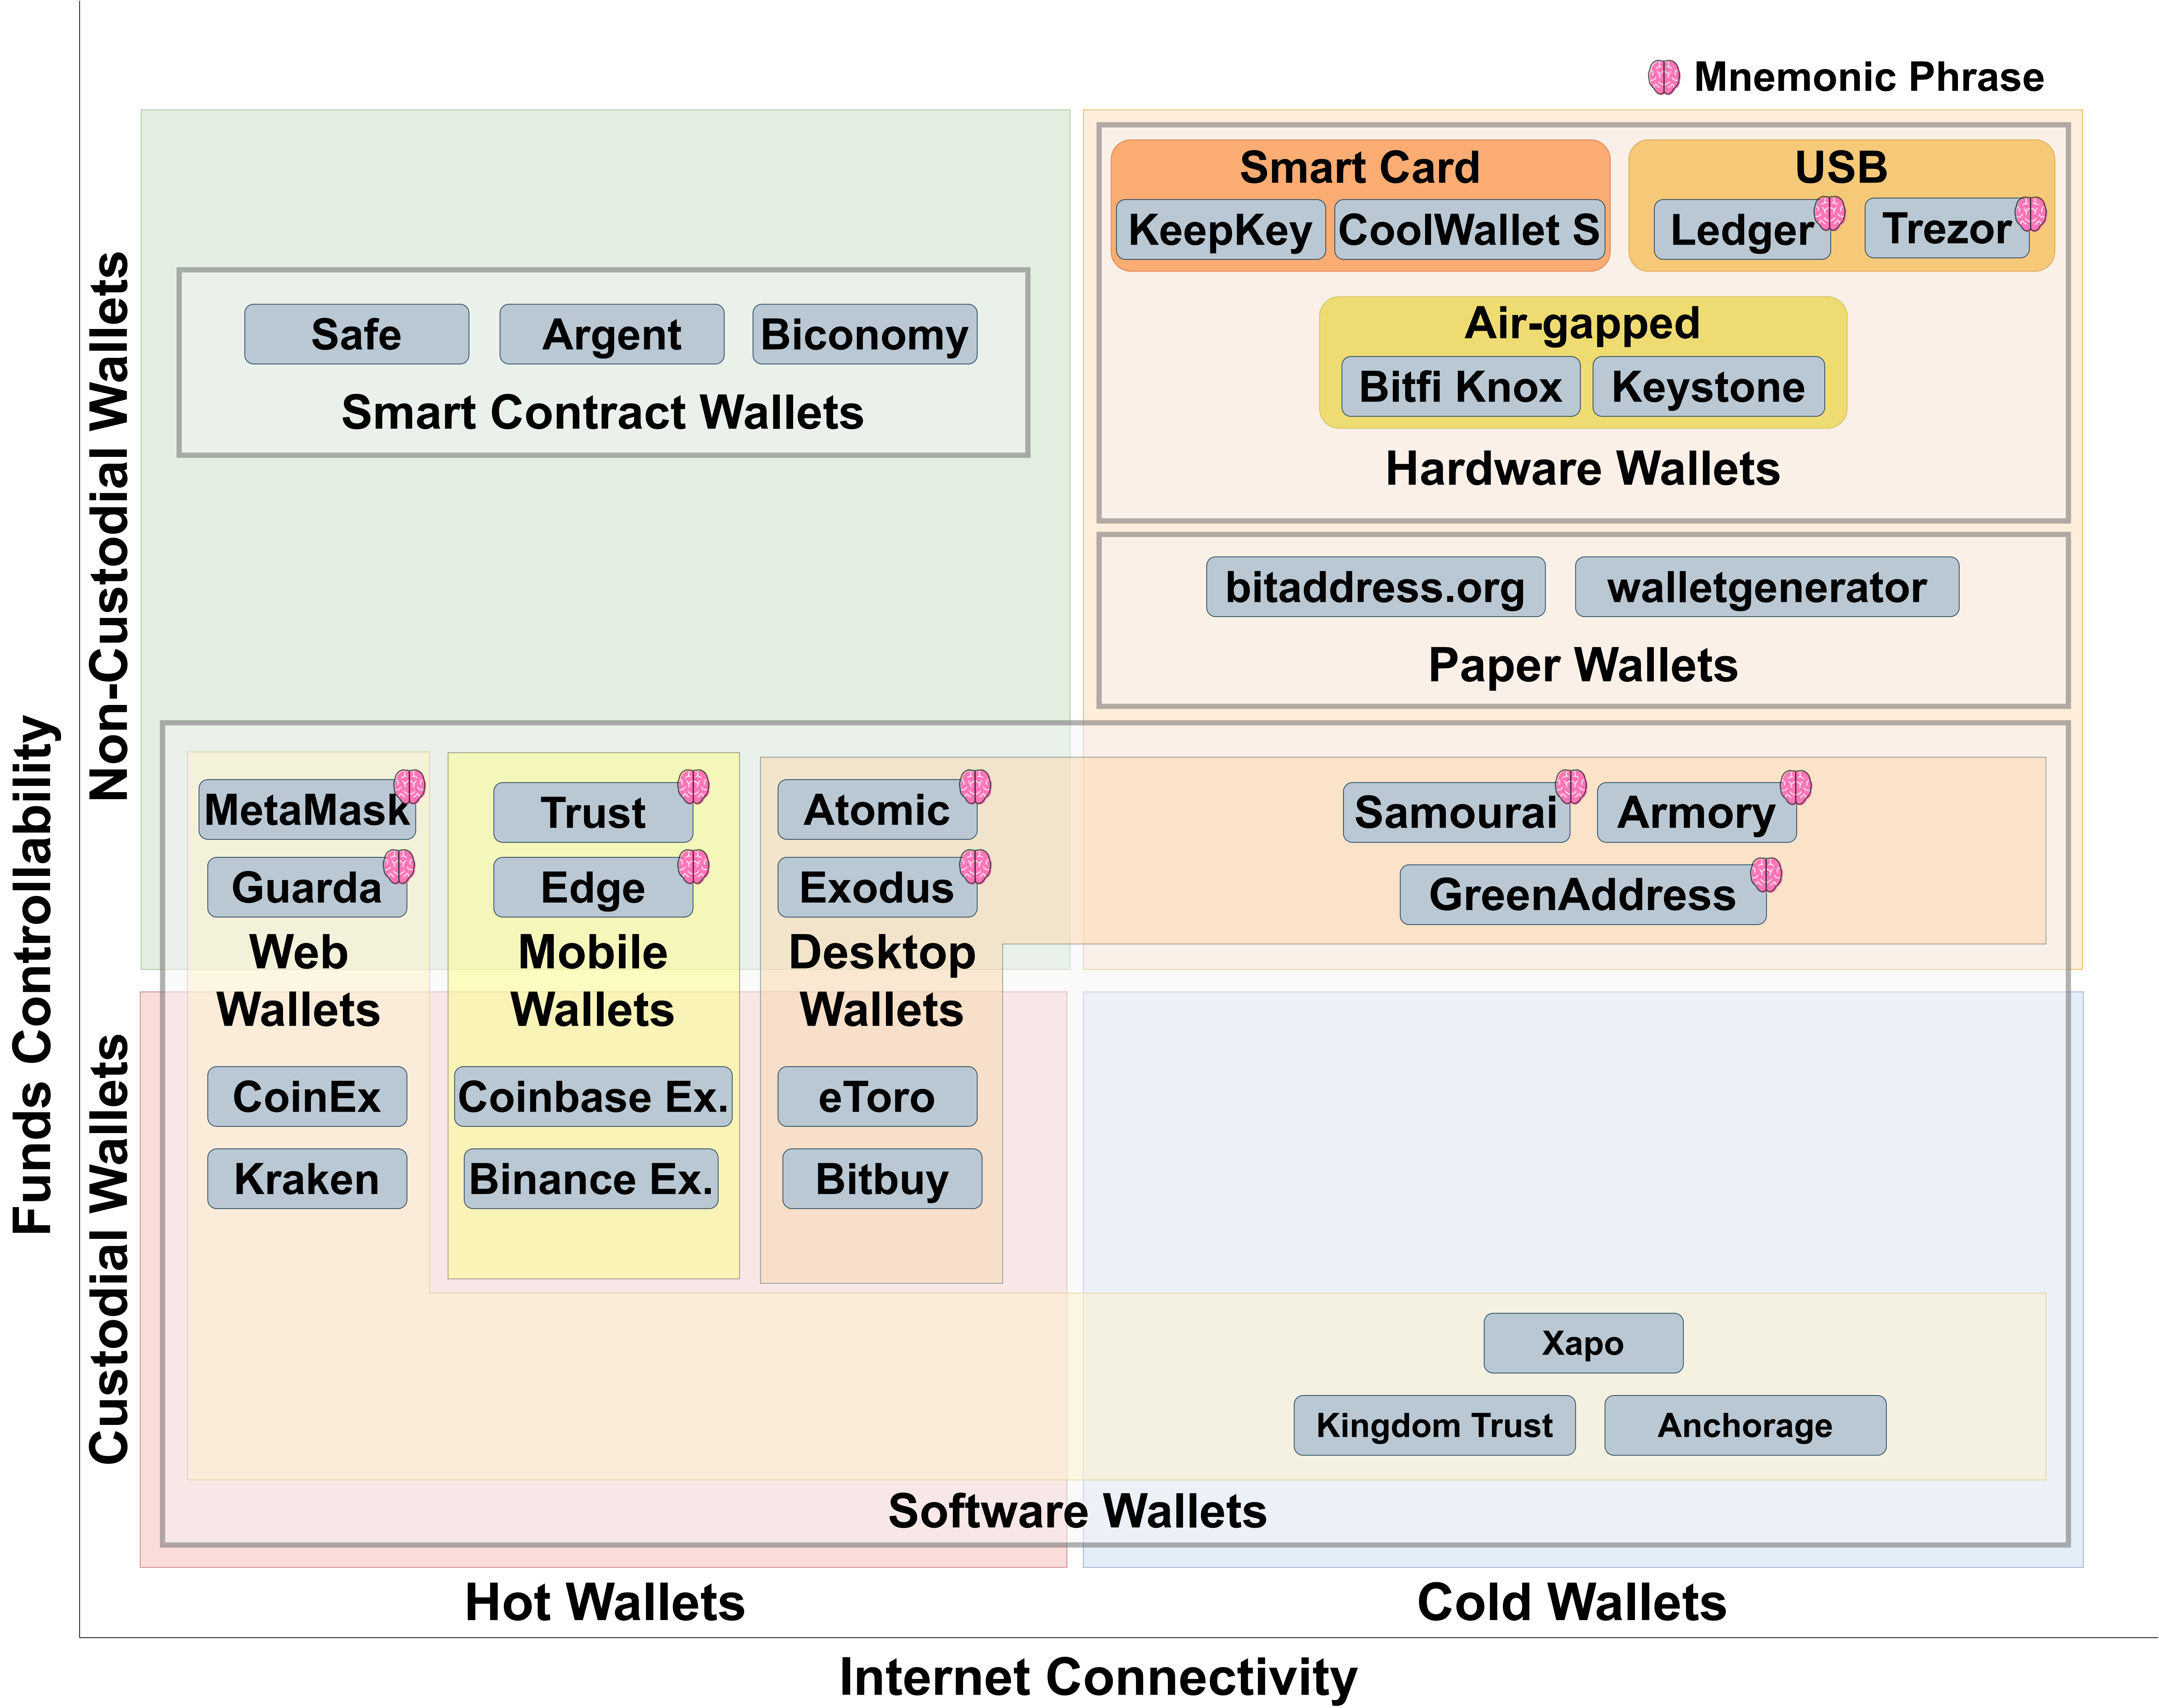 Mnemonic Phrase
Smart Card
USB
KeepKey
CoolWallet S
Ledger
Trezor
Safe
Argent
Biconomy
Smart Contract Wallets
Air-gapped
Bitfi Knox
Keystone
Hardware Wallets
bitaddress.org
walletgenerator
Paper Wallets
Non-Custodial Wallets
Funds Controllability
Custodial Wallets
MetaMask
Trust
Atomic
Samourai
Armory
Guarda
Edge
Exodus
GreenAddress
Web
Wallets
Mobile
Wallets
Desktop
Wallets
CoinEx
Coinbase Ex.
eToro
Kraken
Binance Ex.
Bitbuy
Xapo
Kingdom Trust
Anchorage
Software Wallets
Hot Wallets
Cold Wallets
Internet Connectivity